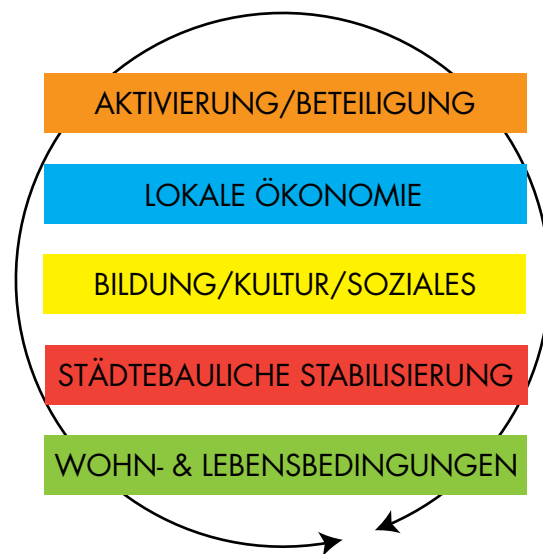 AKTIVIERUNG/BETEILIGUNG
LOKALE ÖKONOMIE
BILDUNG/KULTUR/SOZIALES
STÄDTEBAULICHE STABILISIERUNG
WOHN- & LEBENSBEDINGUNGEN